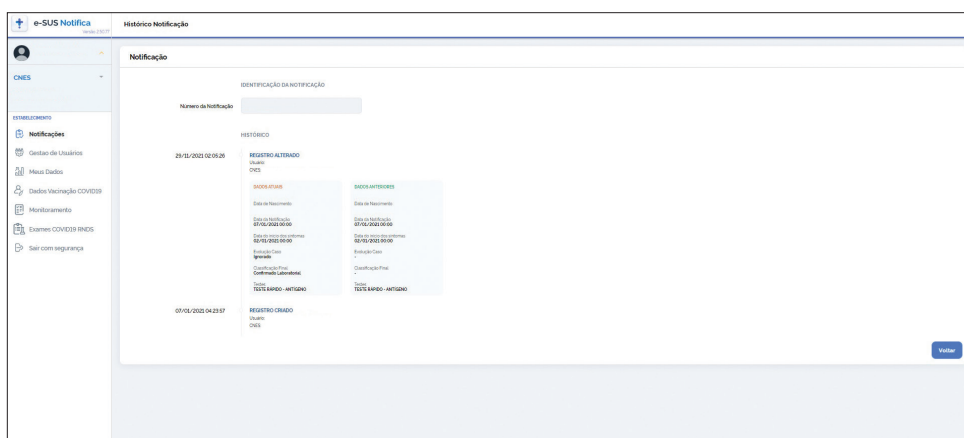 e-SUS Notifica
Histórico Notificação
CNES
ESTABELECIMENTO
Notificações
Gestao de Usuários
Meus Dados
Dados Vacinação COVID19
Monitoramento
Exames COVID19 RNDS
Sair com segurança
Notificação
IDENTIFICAÇÃO DA NOTIFICAÇÃO
Número da Notificação
HISTÓRICO
29/11/2021 02:05:26
REGISTRO ALTERADO
Usuário:
CNES:
DADOS ATUAIS
Data de Nascimento:
Data da Notificação
07/01/2021 00:00
Data do inicio dos sintomas
02/01/2021 00:00
Evolução Caso
Ignorado
Classificação Final
Confirmado Laboratorial
Testes
TESTE RÁPIDO - ANTÍGENO
DADOS ANTERIORES
Data de Nascimento:
Data da Notificação
07/01/2021 00:00
Data do inicio dos sintomas
02/01/2021 00:00
Evolução Caso
-
Classificação Final
-
Testes
TESTE RÁPIDO - ANTÍGENO
07/01/2021 04:23:57
REGISTRO CRIADO
Usuário:
CNES:
Voltar